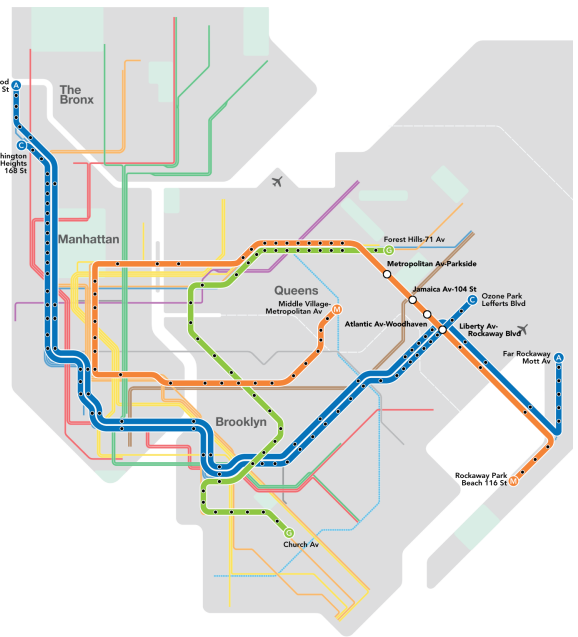 The
Bronx
A
St
C
Heights
168 St
Manhattan
Forest Hills-71 Av
G
Metropolitan Av-Parkside
Queens
Jamaica Av-104 St
Middle Village-
Metropolitan Av
M
C
Ozone Park
Lefferts Blvd
Atlantic Av-Woodhaven
Liberty Av-
Rockaway Blvd
Far Rockaway
Mott Av
A
Brooklyn
Rockaway Park
Beach 116 St
M
G
Church Av